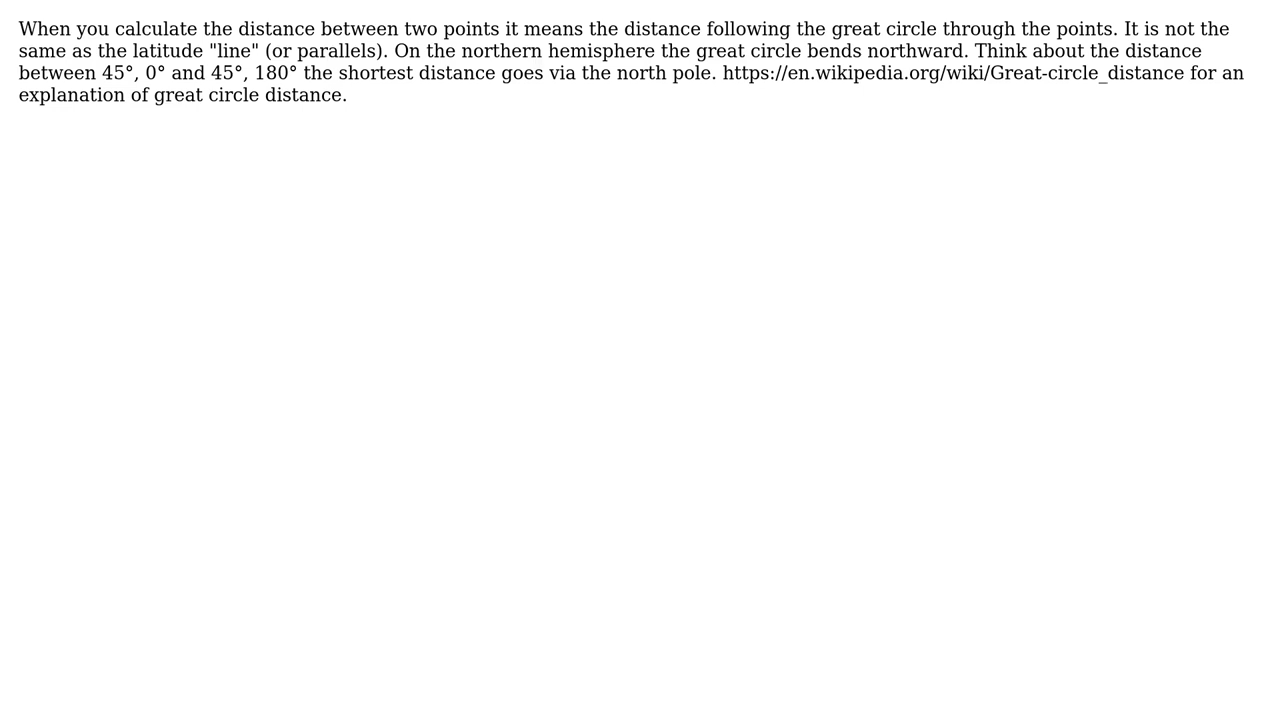 When you calculate the distance between two points it means the distance following the great circle through the points. It is not the
same as the latitude "line" (or parallels). On the northern hemisphere the great circle bends northward. Think about the distance
between 45°, 0° and 45°, 180° the shortest distance goes via the north pole. https://en.wikipedia.org/wiki/Great-circle_distance for an
explanation of great circle distance.